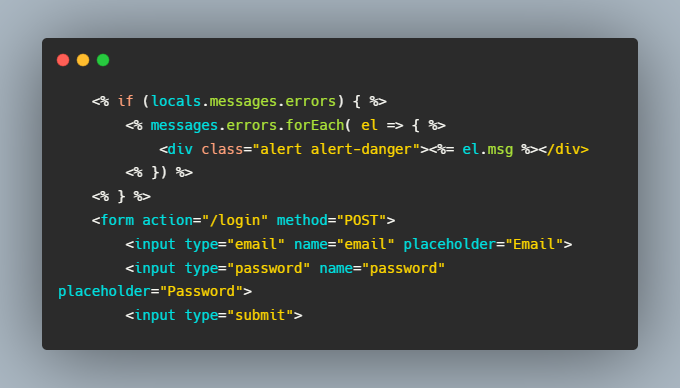 <% if (locals.messages.errors) { %>
<% messages.errors.forEach( el => { %>
<div class="alert alert-danger"><%= el.msg %></div>
<% }) %>
<% } %>
<form action="/login" method="POST">
<input type="email" name="email" placeholder="Email">
<input type="password" name="password"
placeholder="Password">
<input type="submit">